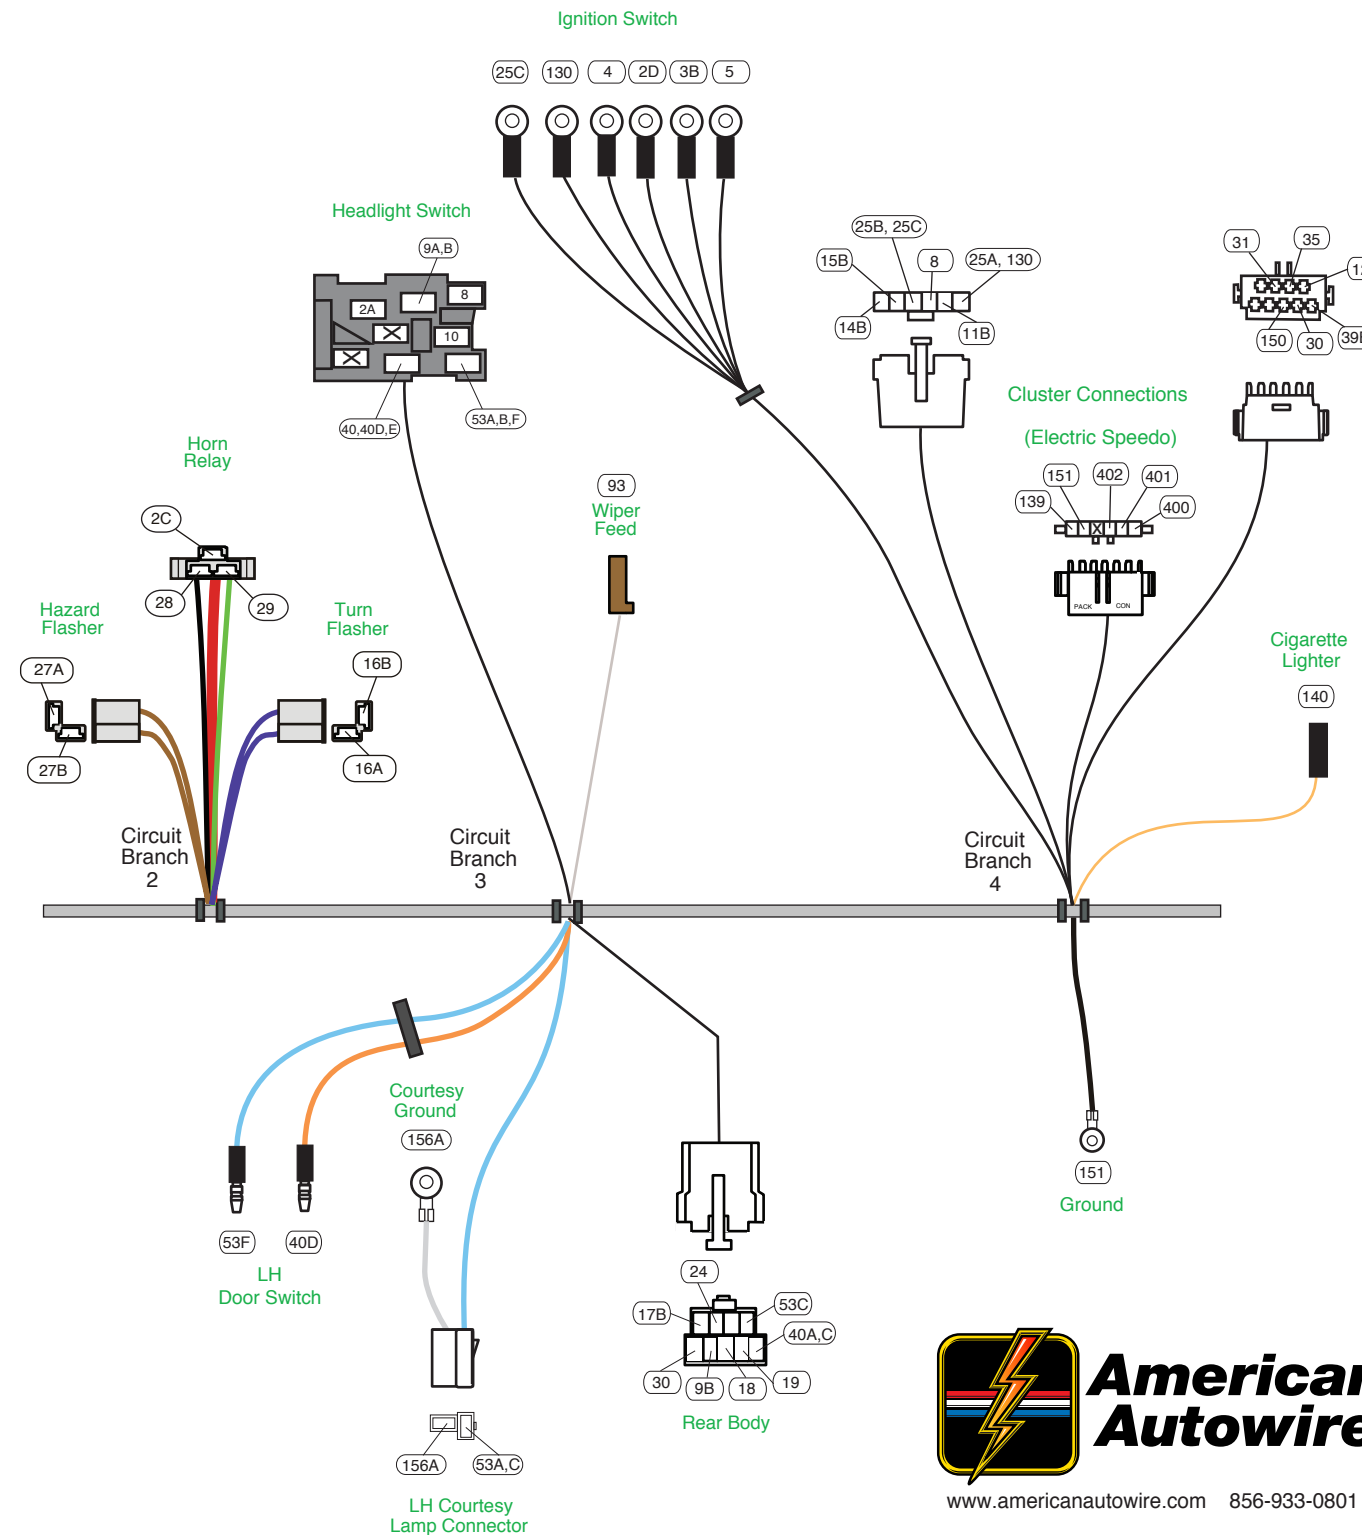 Ignition Switch
25C 130 4 2D 3B 5
Headlight Switch
9A,B
8
2A
10
40,40D,E
53A,B,F
25B, 25C
15B
8
25A, 130
14B
11B
31
35
150
30
Cluster Connections
(Electric Speedo)
139
151
402
401
400
PACK CON
Horn
Relay
2C
28
29
Hazard
Flasher
27A
27B
Turn
Flasher
16B
16A
93
Wiper
Feed
Cigarette
Lighter
140
Circuit
Branch
2
Circuit
Branch
3
Circuit
Branch
4
Courtesy
Ground
156A
53F
40D
LH
Door Switch
151
Ground
24
17B
53C
40A,C
30
9B
18
19
Rear Body
156A
53A,C
LH Courtesy
Lamp Connector
American
Autowire
www.americanautowire.com 856-933-0801